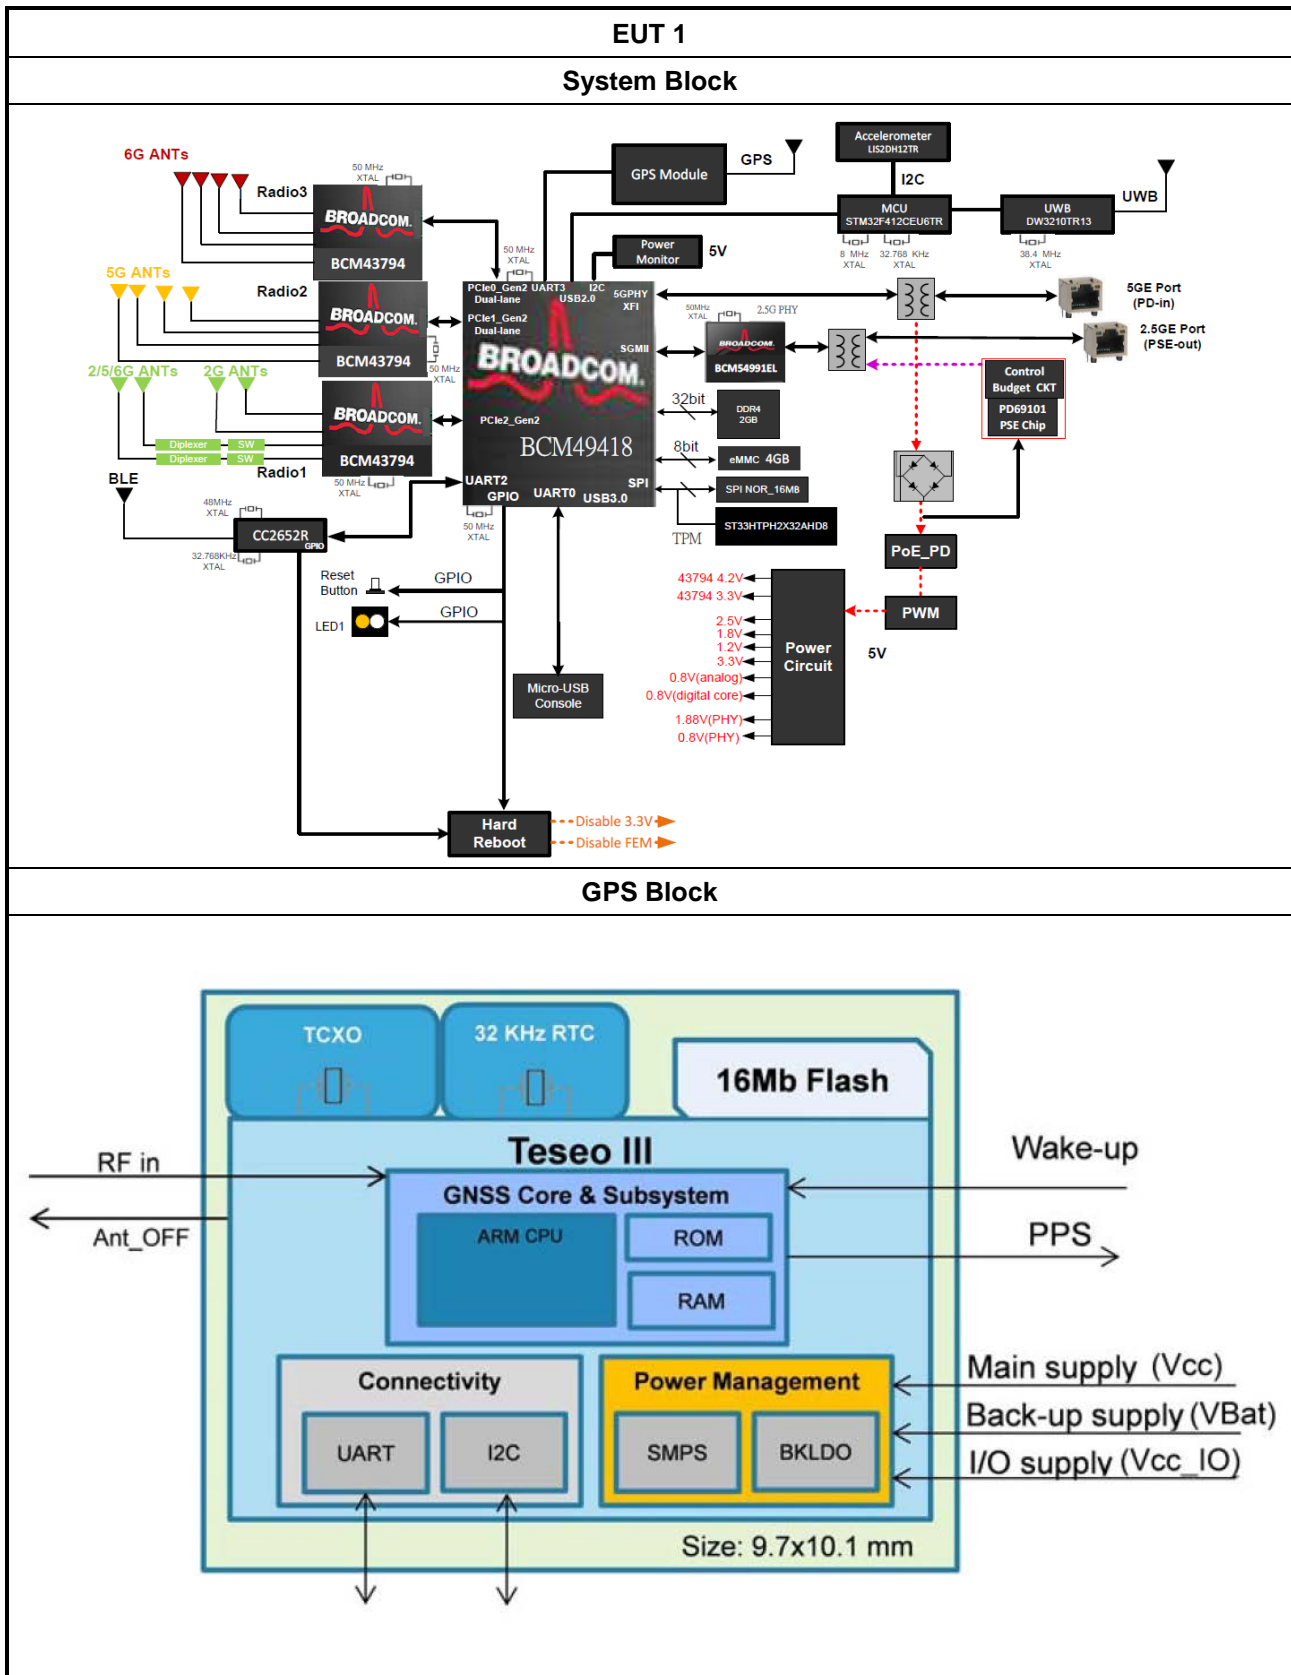 EUT 1
System Block
6G ANTs
Radio3
50 MHz
XTAL
BROADCOM.
BCM43794
5G ANTs
Radio2
BROADCOM.
BCM43794
50 MHz
XTAL
2/5/6G ANTs
2G ANTs
BROADCOM.
BCM43794
Diplexer
SW
Diplexer
SW
Radio1
50 MHz
XTAL
BLE
48MHz
XTAL
CC2652R
GPIO
32.768KHz
XTAL
50 MHz
XTAL
PCIe0_Gen2
Dual-lane
UART3
USB2.0
I2C
5GPHY
XFI
PCIe1_Gen2
Dual-lane
SGMII
BROADCOM.
PCIe2_Gen2
BCM49418
UART2
GPIO
UART0
USB3.0
SPI
50 MHz
XTAL
GPS Module
GPS
Power
Monitor
5V
Accelerometer
LIS2DH12TR
I2C
MCU
STM32F412CEU6TR
8 MHz
XTAL
32.768 KHz
XTAL
UWB
DW3210TR13
38.4 MHz
XTAL
UWB
5GE Port
(PD-in)
2.5GE Port
(PSE-out)
50MHz
XTAL
2.5G PHY
BROADCOM.
BCM54991EL
Control
Budget CKT
PD69101
PSE Chip
32bit
DDR4
2GB
8bit
eMMC 4GB
SPI NOR_16MB
TPM
ST33HTPH2X32AHD8
PoE_PD
PWM
5V
Power
Circuit
43794 4.2V
43794 3.3V
2.5V
1.8V
1.2V
3.3V
0.8V(analog)
0.8V(digital core)
1.88V(PHY)
0.8V(PHY)
Reset
Button
GPIO
LED1
GPIO
Micro-USB
Console
Hard
Reboot
Disable 3.3V
Disable FEM
GPS Block
TCXO
32 KHz RTC
16Mb Flash
Teseo III
RF in
Ant_OFF
GNSS Core & Subsystem
ARM CPU
ROM
RAM
Wake-up
PPS
Connectivity
UART
I2C
Power Management
SMPS
BKLDO
Main supply (Vcc)
Back-up supply (VBat)
I/O supply (Vcc_IO)
Size: 9.7x10.1 mm